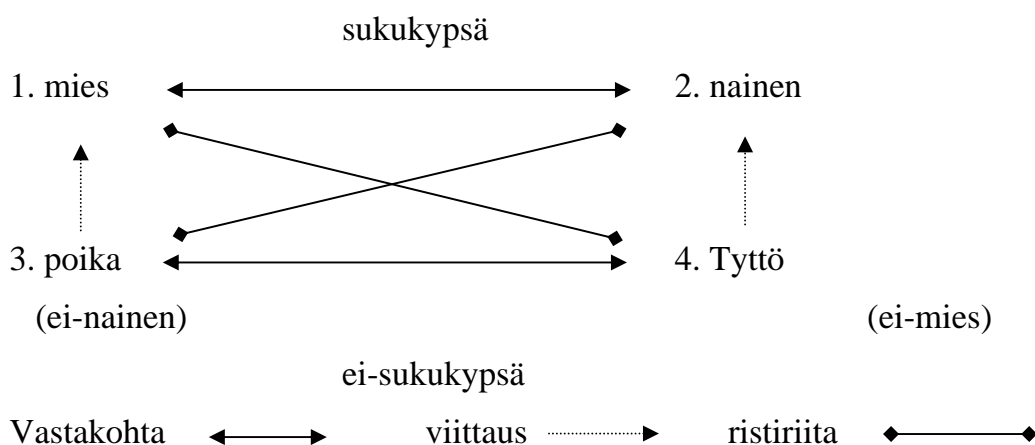 sukukypsä
1. mies 2. nainen
3. poika 4. Tyttö
(ei-nainen) (ei-mies)
ei-sukukypsä
Vastakohta viittaus ristiriita